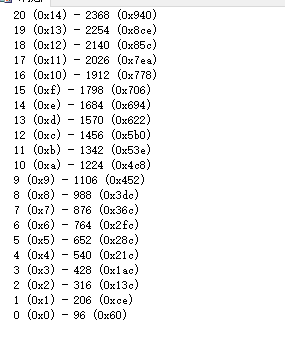 20 (0x14) - 2368 (0x940)
19 (0x13) - 2254 (0x8ce)
18 (0x12) - 2140 (0x85c)
17 (0x11) - 2026 (0x7ea)
16 (0x10) - 1912 (0x778)
15 (0xf) - 1798 (0x706)
14 (0xe) - 1684 (0x694)
13 (0xd) - 1570 (0x622)
12 (0xc) - 1456 (0x5b0)
11 (0xb) - 1342 (0x53e)
10 (0xa) - 1224 (0x4c8)
9 (0x9) - 1106 (0x452)
8 (0x8) - 988 (0x3dc)
7 (0x7) - 876 (0x36c)
6 (0x6) - 764 (0x2fc)
5 (0x5) - 652 (0x28c)
4 (0x4) - 540 (0x21c)
3 (0x3) - 428 (0x1ac)
2 (0x2) - 316 (0x13c)
1 (0x1) - 206 (0xce)
0 (0x0) - 96 (0x60)